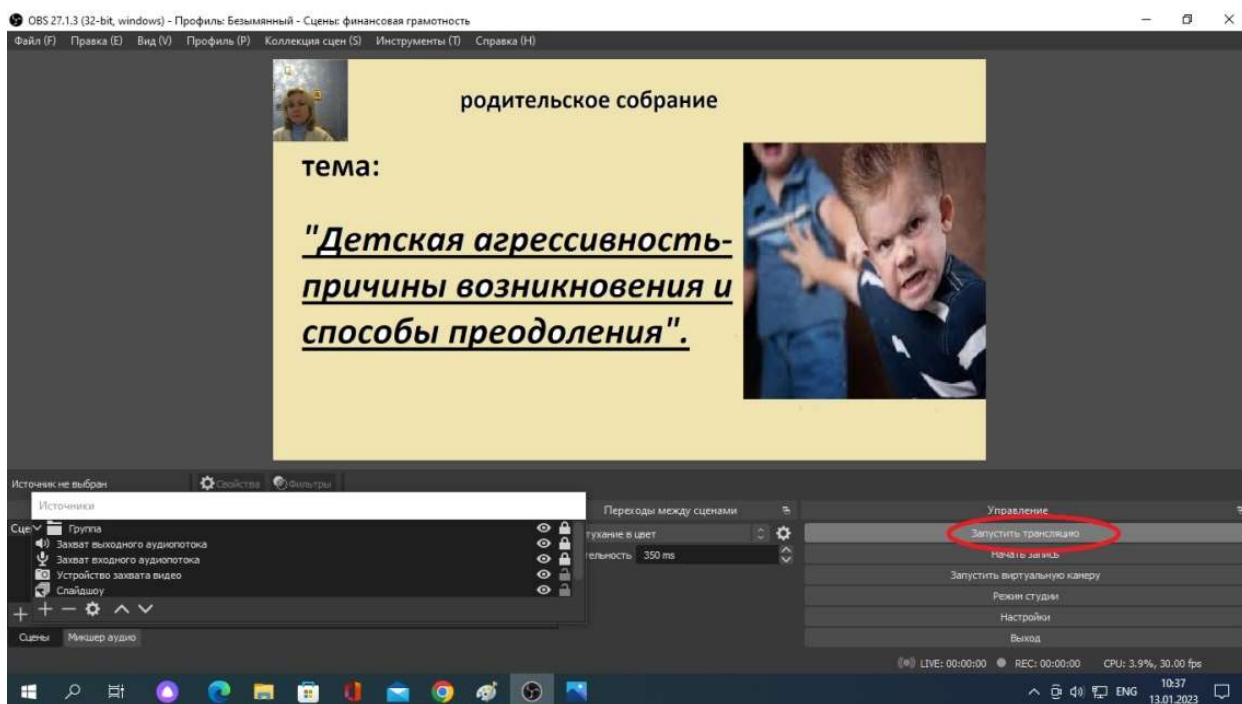 OBS 27.1.3 (32-bit, windows) - Профиль: Безымянный - Сцены: финансовая грамотность
Файл (F) Правка (E) Вид (V) Профиль (P) Коллекция сцен (S) Инструменты (T) Справка (H)
родительское собрание
тема:
"Детская агрессивность-
причины возникновения и
способы преодоления".
Источник не выбран Свойства Фильтры
Источники
Переходы между сценами
Управление
Сце
Группа
Захват выходного аудиопотока
Захват входного аудиопотока
Устройство захвата видео
Слайдшоу
тухание в цвет
тельность 350 ms
Запустить трансляцию
Начать запись
Запустить виртуальную камеру
Режим студии
Настройки
Выход
Сцены Микшер аудио
LIVE: 00:00:00 REC: 00:00:00 CPU: 3.9%, 30.00 fps
ENG
10:37
13.01.2023